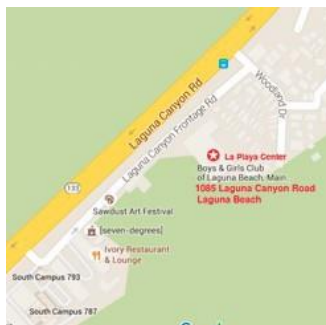 Laguna Canyon Rd
Laguna Canyon Frontage Rd
Woodland Dr
La Playa Center
Boys & Girls Club
of Laguna Beach, Main
1085 Laguna Canyon Road
Laguna Beach
133
Sawdust Art Festival
[seven-degrees]
Ivory Restaurant
& Lounge
South Campus 793
South Campus 787